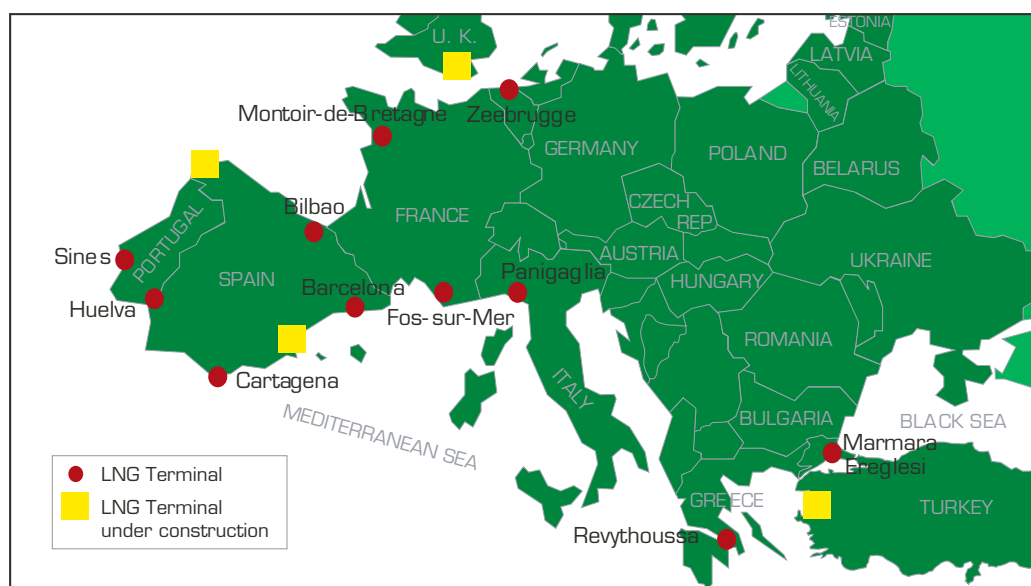 ESTONIA
U. K.
LATVIA
LITHUANIA
Montoir-de-Bretagne
Zeebrugge
GERMANY
POLAND
BELARUS
CZECH
REP
PORTUGAL
Bilbao
FRANCE
AUSTRIA
UKRAINE
Sines
SPAIN
Barcelona
Panigaglia
HUNGARY
Huelva
Fos-sur-Mer
ROMANIA
Cartagena
ITALY
MEDITERRANEAN SEA
BULGARIA
BLACK SEA
Marmara
Ereglesi
GREECE
TURKEY
Revythoussa
LNG Terminal
LNG Terminal
under construction